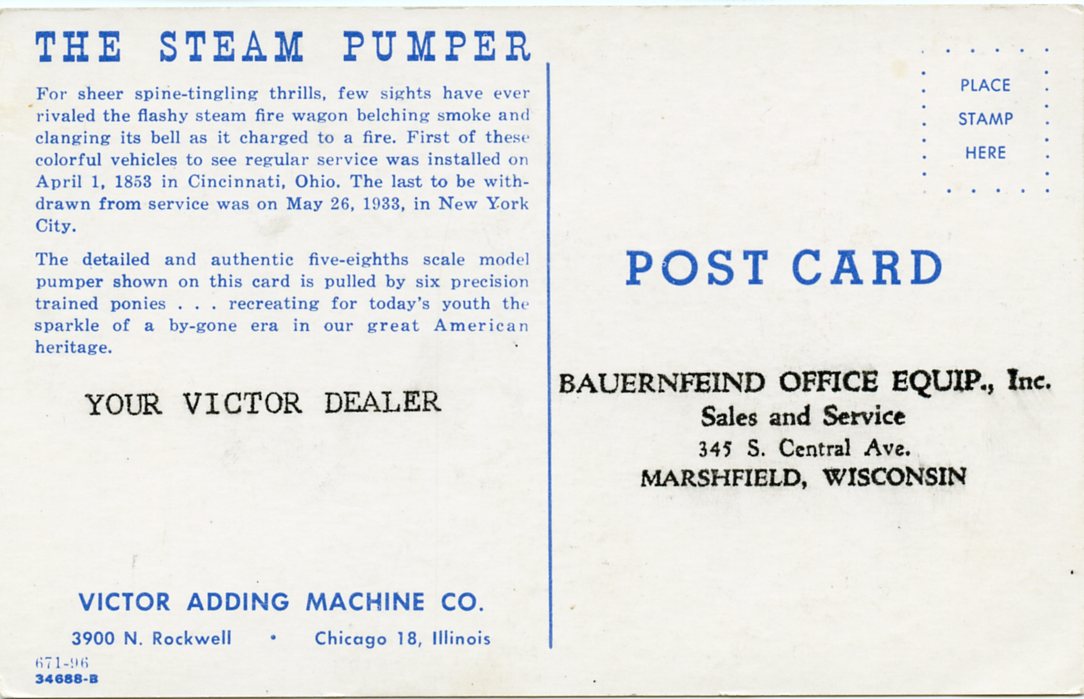 THE STEAM PUMPER
For sheer spine-tingling thrills, few sights have ever
rivaled the flashy steam fire wagon belching smoke and
clanging its bell as it charged to a fire. First of these
colorful vehicles to see regular service was installed on
April 1, 1853 in Cincinnati, Ohio. The last to be with-
drawn from service was on May 26, 1933, in New York
City.
The detailed and authentic five-eighths scale model
pumper shown on this card is pulled by six precision
trained ponies . . . recreating for today's youth the
sparkle of a by-gone era in our great American
heritage.
YOUR VICTOR DEALER
VICTOR ADDING MACHINE CO.
3900 N. Rockwell • Chicago 18, Illinois
671-96
34688-B
PLACE
STAMP
HERE
POST CARD
BAUERNFEIND OFFICE EQUIP., Inc.
Sales and Service
345 S. Central Ave.
MARSHFIELD, WISCONSIN